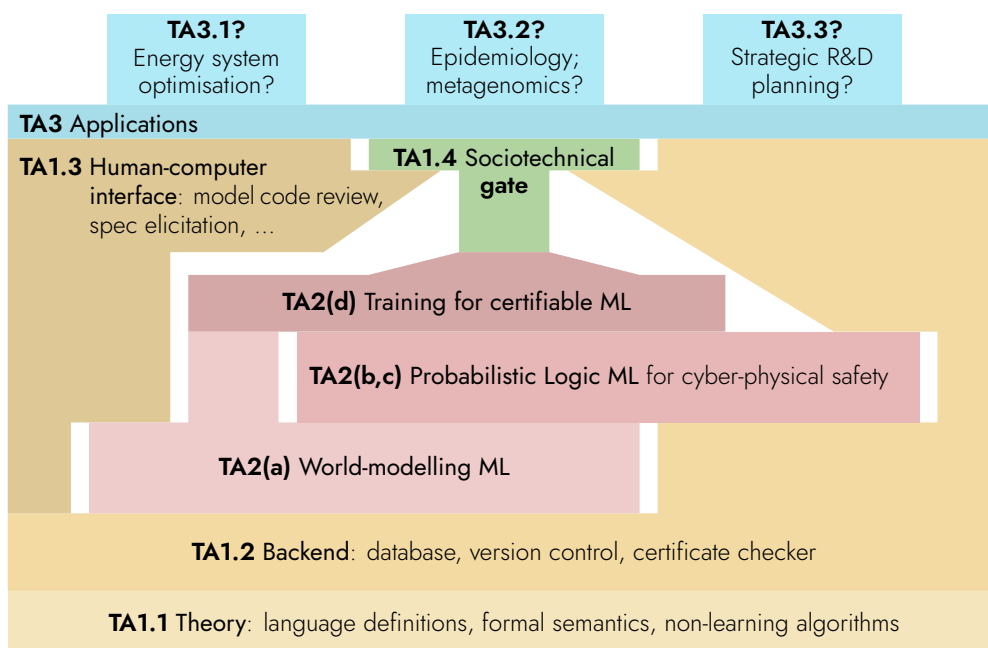 TA3.1?
Energy system
optimisation?
TA3.2?
Epidemiology;
metagenomics?
TA3.3?
Strategic R&D
planning?
TA3 Applications
TA1.3 Human-computer
interface: model code review,
spec elicitation, ...
TA1.4 Sociotechnical
gate
TA2(d) Training for certifiable ML
TA2(b,c) Probabilistic Logic ML for cyber-physical safety
TA2(a) World-modelling ML
TA1.2 Backend: database, version control, certificate checker
TA1.1 Theory: language definitions, formal semantics, non-learning algorithms